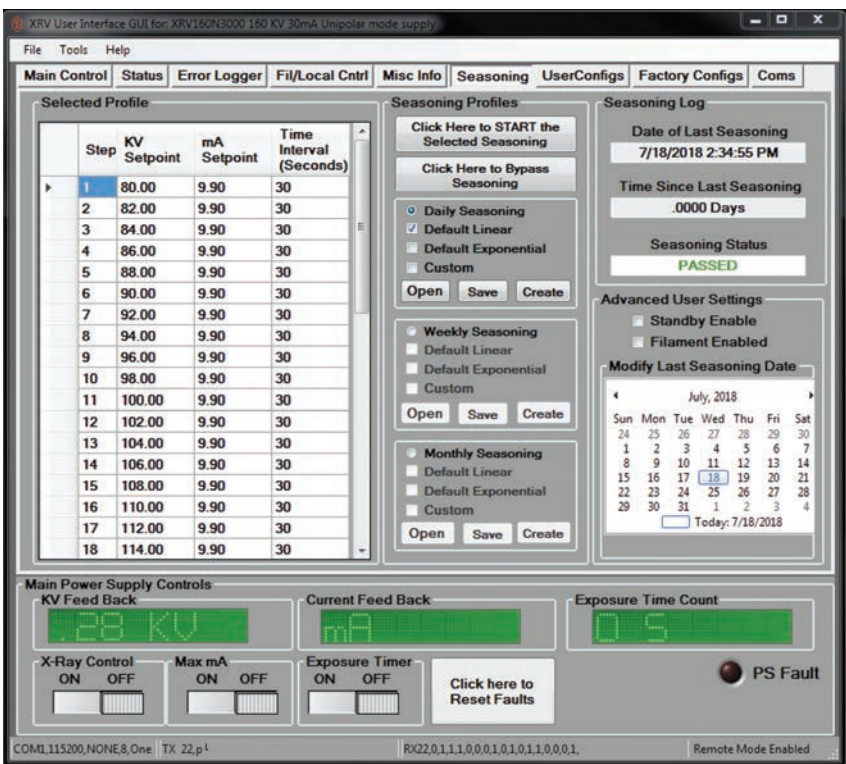 XRV User Interface GUI for: XRV160N3000 160 KV 30mA Unipolar mode supply
File Tools Help
Main Control Status Error Logger Fil/Local Cntrl Misc Info Seasoning UserConfigs Factory Configs Coms
Selected Profile
Step KV Setpoint mA Setpoint Time Interval (Seconds)
1 80.00 9.90 30
2 82.00 9.90 30
3 84.00 9.90 30
4 86.00 9.90 30
5 88.00 9.90 30
6 90.00 9.90 30
7 92.00 9.90 30
8 94.00 9.90 30
9 96.00 9.90 30
10 98.00 9.90 30
11 100.00 9.90 30
12 102.00 9.90 30
13 104.00 9.90 30
14 106.00 9.90 30
15 108.00 9.90 30
16 110.00 9.90 30
17 112.00 9.90 30
18 114.00 9.90 30
Seasoning Profiles
Click Here to START the
Selected Seasoning
Click Here to Bypass
Seasoning
Daily Seasoning
Default Linear
Default Exponential
Custom
Open Save Create
Weekly Seasoning
Default Linear
Default Exponential
Custom
Open Save Create
Monthly Seasoning
Default Linear
Default Exponential
Custom
Open Save Create
Seasoning Log
Date of Last Seasoning
7/18/2018 2:34:55 PM
Time Since Last Seasoning
.0000 Days
Seasoning Status
PASSED
Advanced User Settings
Standby Enable
Filament Enabled
Modify Last Seasoning Date
July, 2018
Sun Mon Tue Wed Thu Fri Sat
24 25 26 27 28 29 30
1 2 3 4 5 6 7
8 9 10 11 12 13 14
15 16 17 18 19 20 21
22 23 24 25 26 27 28
29 30 31 1 2 3 4
Today: 7/18/2018
Main Power Supply Controls
KV Feed Back
.28 KV
Current Feed Back
mA
Exposure Time Count
0 S
X-Ray Control
ON OFF
Max mA
ON OFF
Exposure Timer
ON OFF
Click here to
Reset Faults
PS Fault
COM1,115200,NONE,8,One TX 22,p RX22,0,1,1,1,0,0,0,1,0,1,0,1,1,0,0,0,1, Remote Mode Enabled